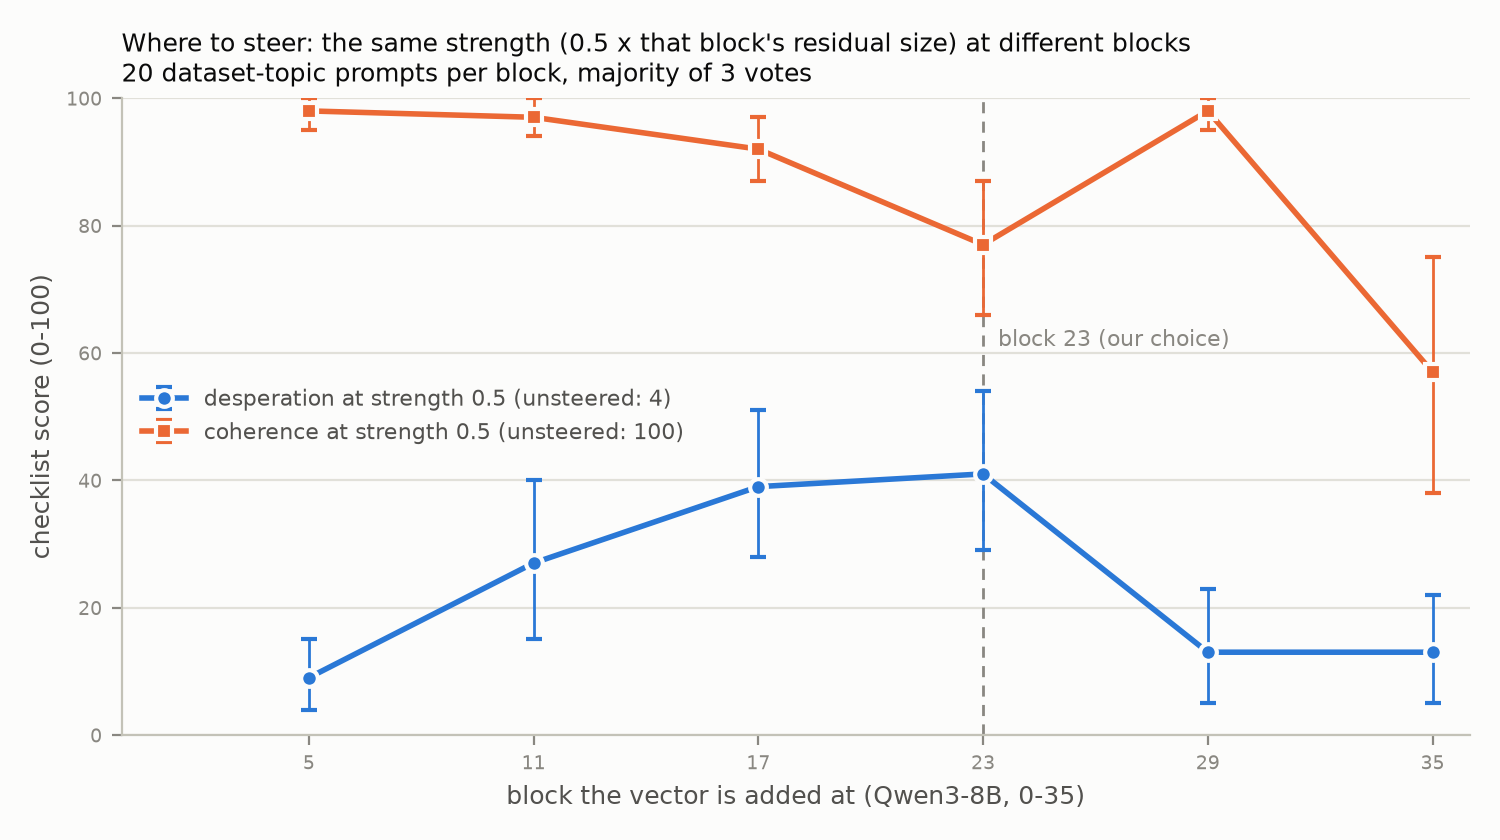 Where to steer: the same strength (0.5 x that block's residual size) at different blocks
20 dataset-topic prompts per block, majority of 3 votes
checklist score (0-100)
100
80
60
40
20
0
block 23 (our choice)
desperation at strength 0.5 (unsteered: 4)
coherence at strength 0.5 (unsteered: 100)
5 11 17 23 29 35
block the vector is added at (Qwen3-8B, 0-35)